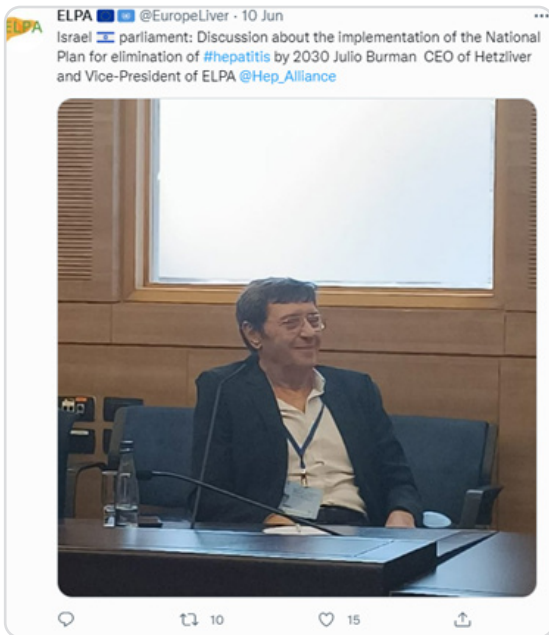 ELPA
ELPA 🇪🇺 🇺🇳 @EuropeLiver · 10 Jun
Israel 🇮🇱 parliament: Discussion about the implementation of the National
Plan for elimination of #hepatitis by 2030 Julio Burman CEO of Hetzliver
and Vice-President of ELPA @Hep_Alliance
10
15